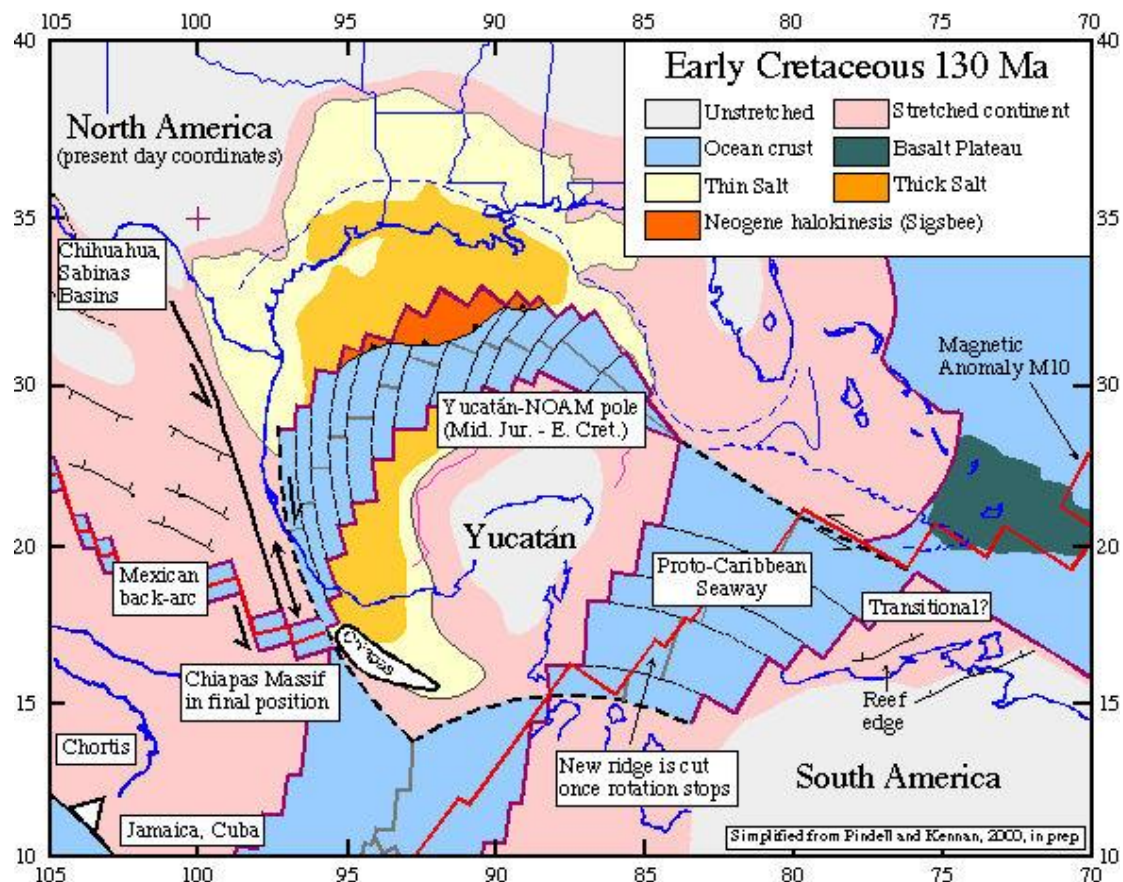 105
100
95
90
85
80
75
70
40
40
Early Cretaceous 130 Ma
Unstretched
Stretched continent
Ocean crust
Basalt Plateau
Thin Salt
Thick Salt
Neogene halokinesis (Sigsbee)
North America
(present day coordinates)
35
35
Chihuahua,
Sabinas
Basins
Magnetic
Anomaly M10
30
30
Yucatán-NOAM pole
(Mid. Jur. - E. Cret.)
Yucatán
20
20
Proto-Caribbean
Seaway
Mexican
back-arc
Transitional?
Chiapas
Chiapas Massif
in final position
15
15
Reef
edge
Chortis
New ridge is cut
once rotation stops
South America
Jamaica, Cuba
Simplified from Pindell and Kennan, 2000, in prep
10
10
105
100
95
90
85
80
75
70